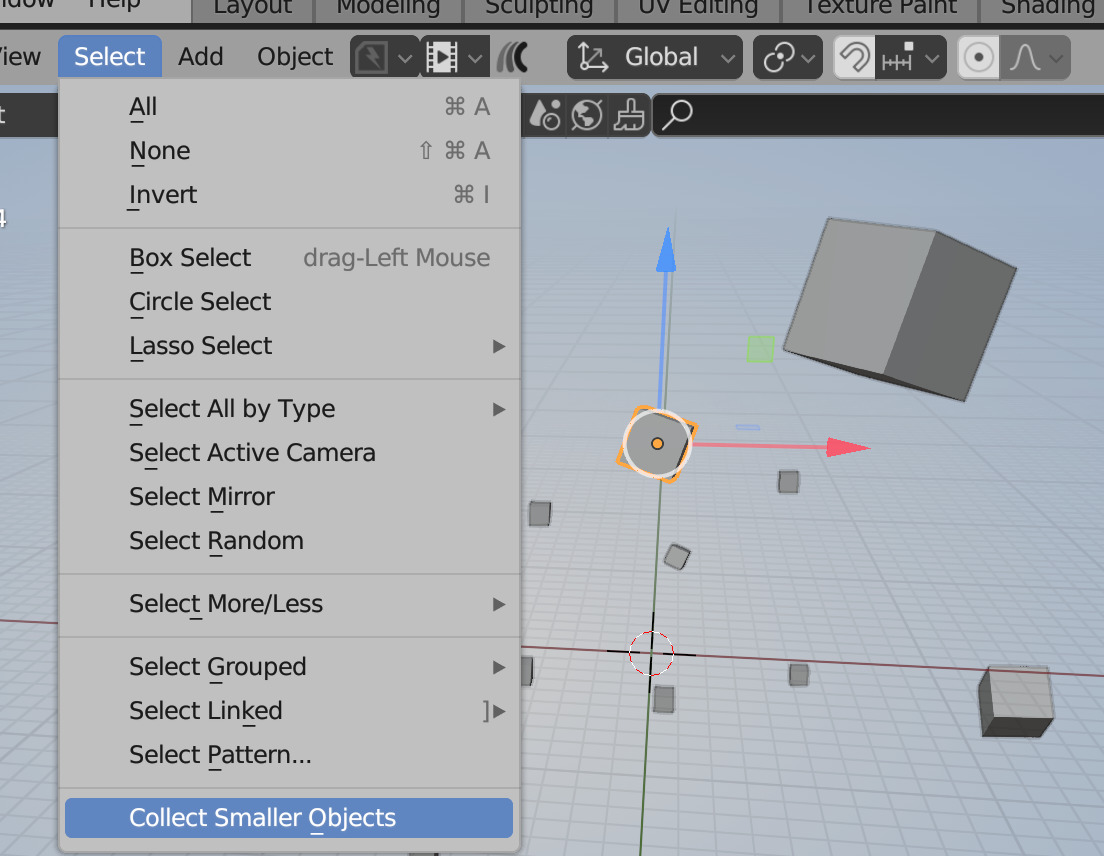 Help
Layout
Modeling
Sculpting
UV Editing
Texture Paint
Shading
Select
Add
Object
Global
All ⌘ A
None ⇧ ⌘ A
Invert ⌘ I
Box Select drag-Left Mouse
Circle Select
Lasso Select
Select All by Type
Select Active Camera
Select Mirror
Select Random
Select More/Less
Select Grouped
Select Linked ]
Select Pattern...
Collect Smaller Objects